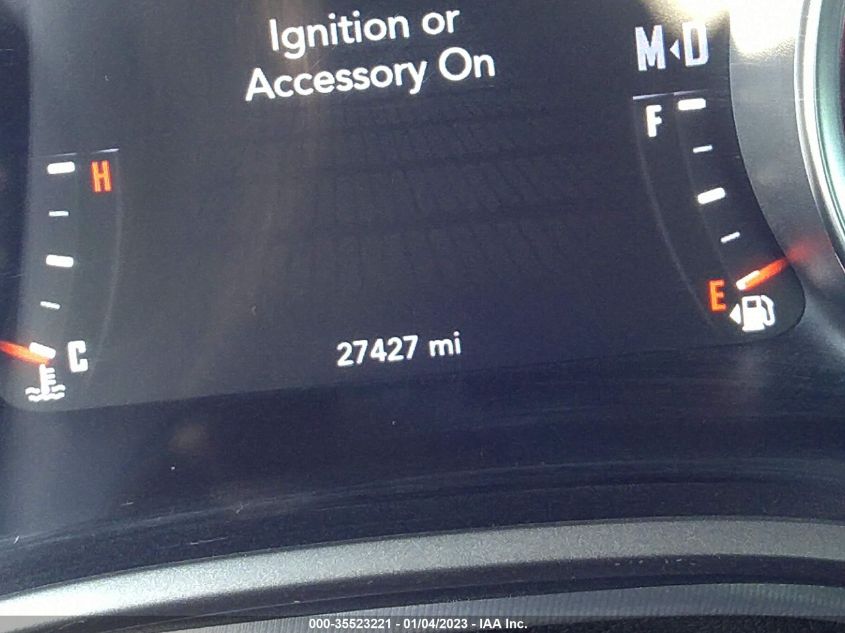 Ignition or
Accessory On
M◂D
F
H
E
C
27427 mi
000-35523221 - 01/04/2023 - IAA Inc.